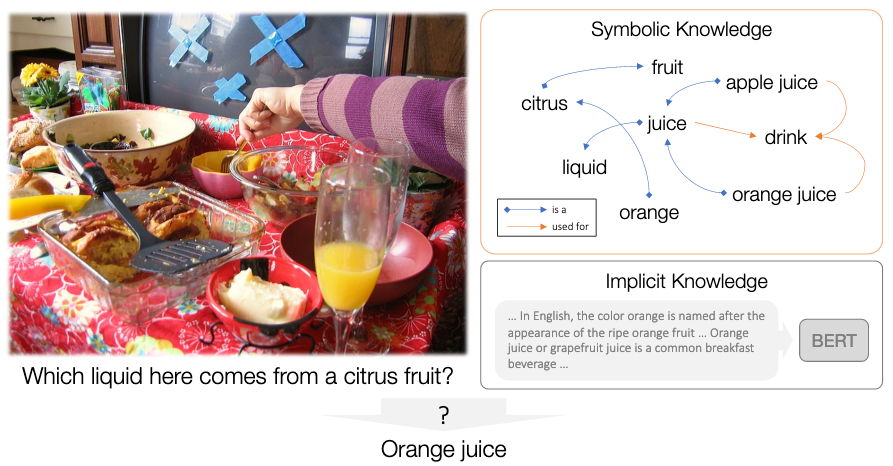 Symbolic Knowledge
fruit
apple juice
citrus
juice
drink
liquid
orange juice
orange
is a
used for
Implicit Knowledge
... In English, the color orange is named after the
appearance of the ripe orange fruit ... Orange
juice or grapefruit juice is a common breakfast
beverage ...
BERT
Which liquid here comes from a citrus fruit?
?
Orange juice